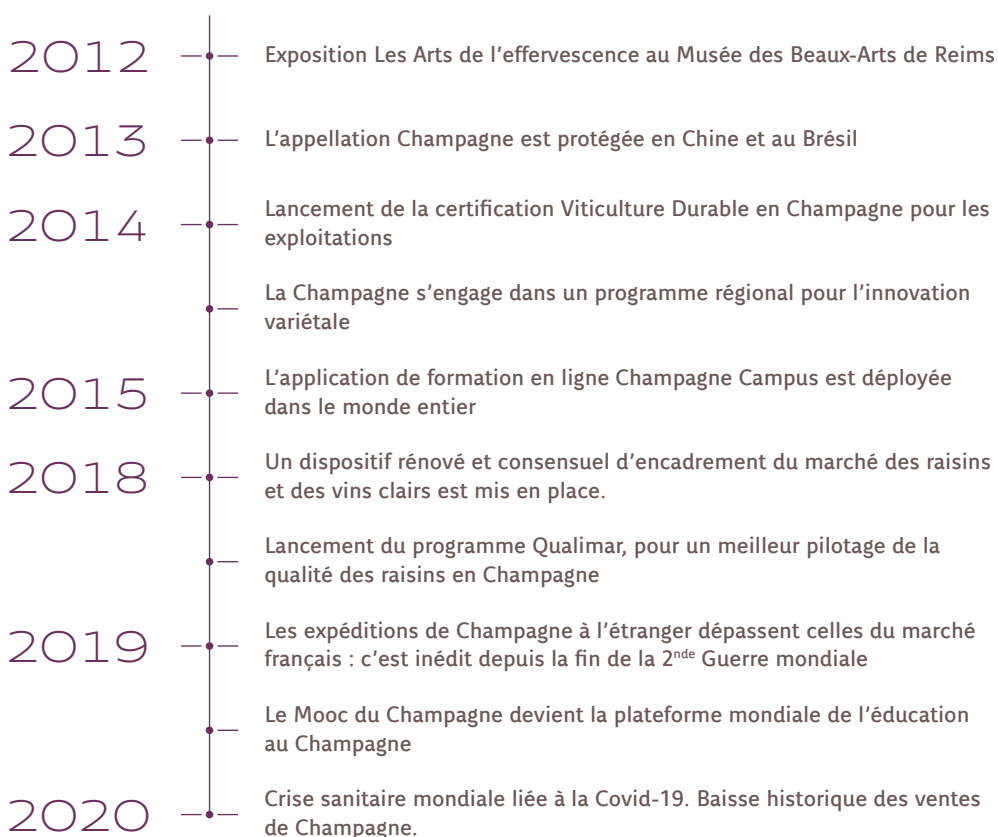 2012
Exposition Les Arts de l'effervescence au Musée des Beaux-Arts de Reims
2013
L'appellation Champagne est protégée en Chine et au Brésil
2014
Lancement de la certification Viticulture Durable en Champagne pour les
exploitations
La Champagne s'engage dans un programme régional pour l'innovation
variétale
2015
L'application de formation en ligne Champagne Campus est déployée
dans le monde entier
2018
Un dispositif rénové et consensuel d'encadrement du marché des raisins
et des vins clairs est mis en place.
Lancement du programme Qualimar, pour un meilleur pilotage de la
qualité des raisins en Champagne
2019
Les expéditions de Champagne à l'étranger dépassent celles du marché
français : c'est inédit depuis la fin de la 2nde Guerre mondiale
Le Mooc du Champagne devient la plateforme mondiale de l'éducation
au Champagne
2020
Crise sanitaire mondiale liée à la Covid-19. Baisse historique des ventes
de Champagne.